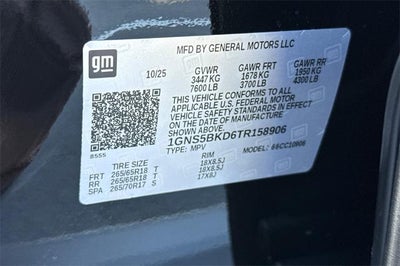 gm
MFD BY GENERAL MOTORS LLC
10/25 GVWR GAWR FRT GAWR RR
3447 KG 1678 KG 1950 KG
7600 LB 3700 LB 4300 LB
THIS VEHICLE CONFORMS TO ALL
APPLICABLE U.S. FEDERAL MOTOR
VEHICLE SAFETY STANDARDS IN
EFFECT ON THE DATE OF
MANUFACTURE SHOWN ABOVE.
1GNS5BKD6TR158906
TYPE: MPV MODEL:
TIRE SIZE RIM
FRT 265/65R18 T 18X8.5J
RR 265/65R18 T 18X8.5J
SPA 265/70R17 S 17X8J